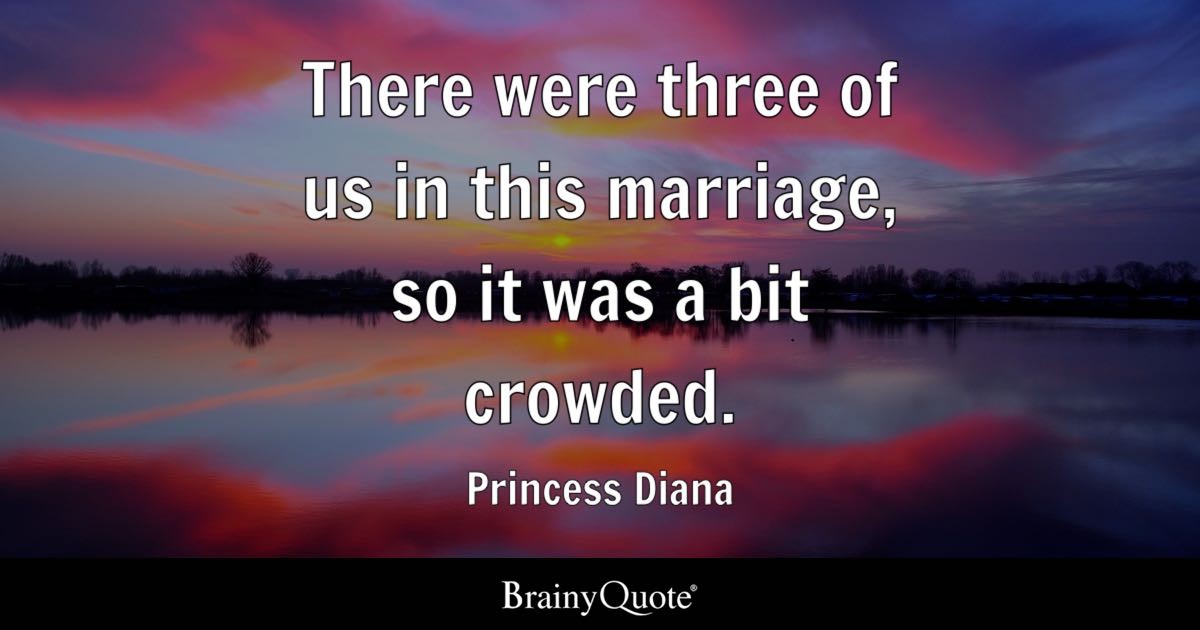 There were three of
us in this marriage,
so it was a bit
crowded.
Princess Diana
BrainyQuote®